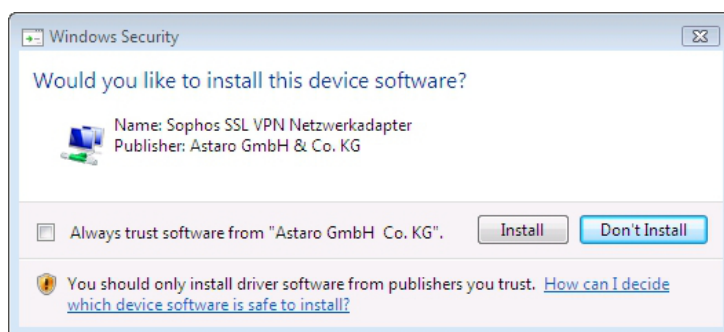 Windows Security
Would you like to install this device software?
Name: Sophos SSL VPN Netzwerkadapter
Publisher: Astaro GmbH & Co. KG
Always trust software from "Astaro GmbH  Co. KG".
Install
Don't Install
You should only install driver software from publishers you trust. How can I decide
which device software is safe to install?